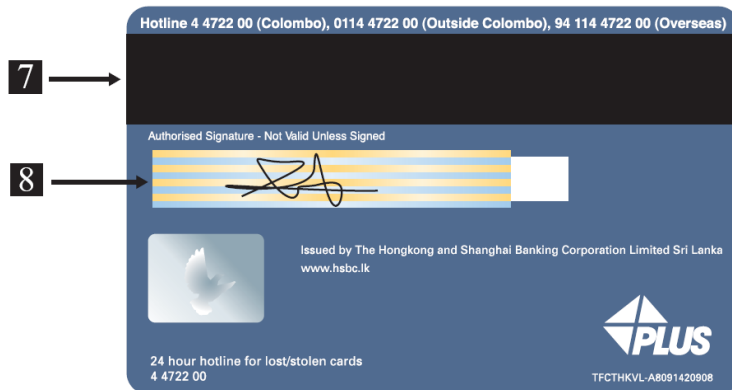 Hotline 4 4722 00 (Colombo), 0114 4722 00 (Outside Colombo), 94 114 4722 00 (Overseas)
7
Authorised Signature - Not Valid Unless Signed
8
Issued by The Hongkong and Shanghai Banking Corporation Limited Sri Lanka
www.hsbc.lk
PLUS
24 hour hotline for lost/stolen cards
4 4722 00
TFCTHKVL-A8091420908